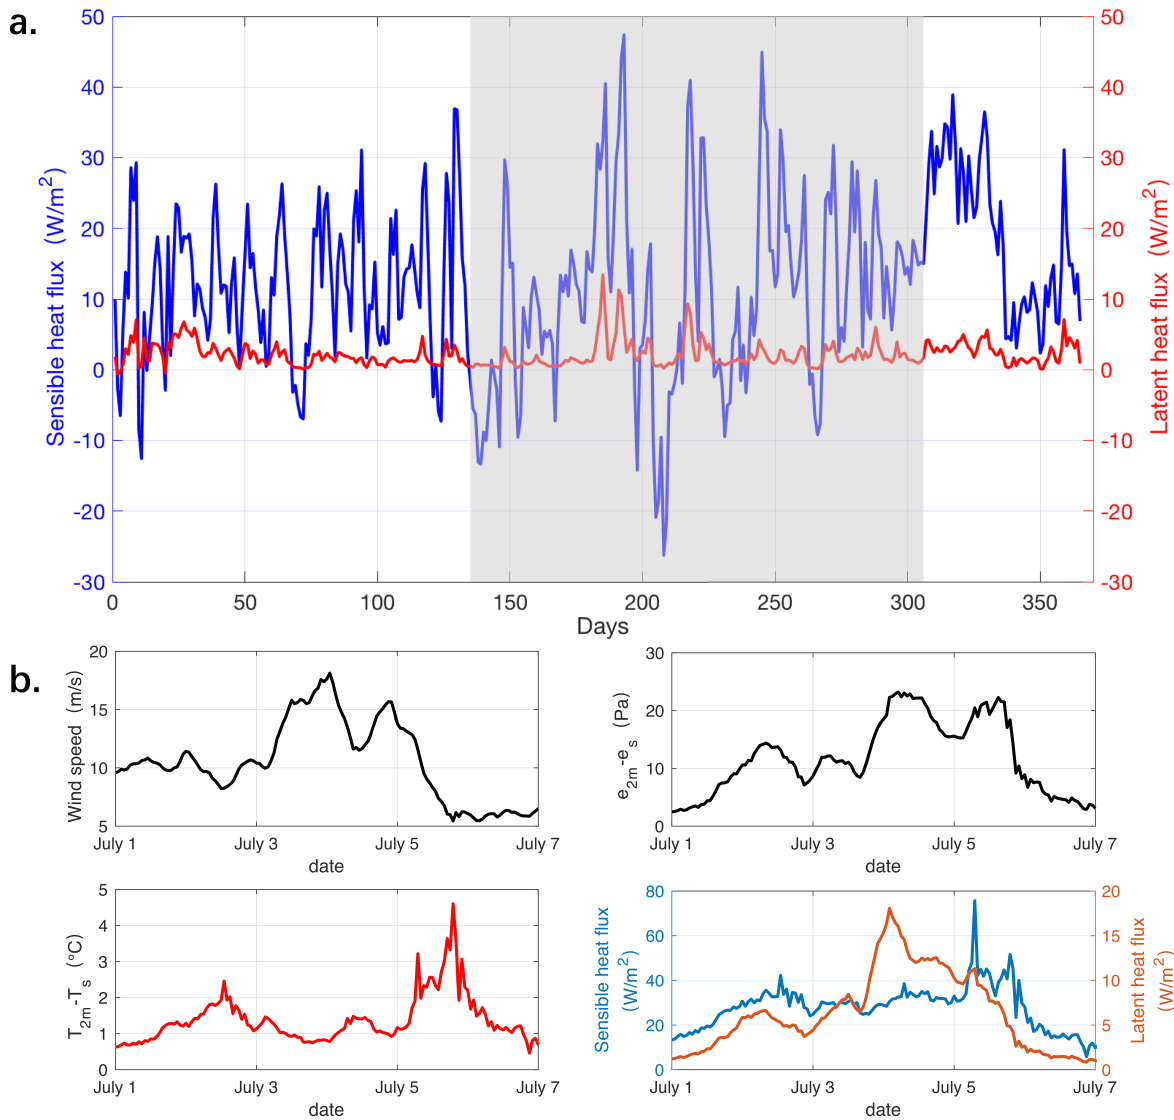 a.
50
40
30
20
10
0
-10
-20
-30
Sensible heat flux (W/m²)
50
40
30
20
10
0
-10
-20
-30
Latent heat flux (W/m²)
0 50 100 150 200 250 300 350
Days
b.
20
15
10
5
Wind speed (m/s)
July 1 July 3 July 5 July 7
date
30
20
10
0
e2m-es (Pa)
July 1 July 3 July 5 July 7
date
5
4
3
2
1
0
T2m-Ts (°C)
July 1 July 3 July 5 July 7
date
80
60
40
20
0
Sensible heat flux
(W/m²)
20
15
10
5
0
Latent heat flux
(W/m²)
July 1 July 3 July 5 July 7
date